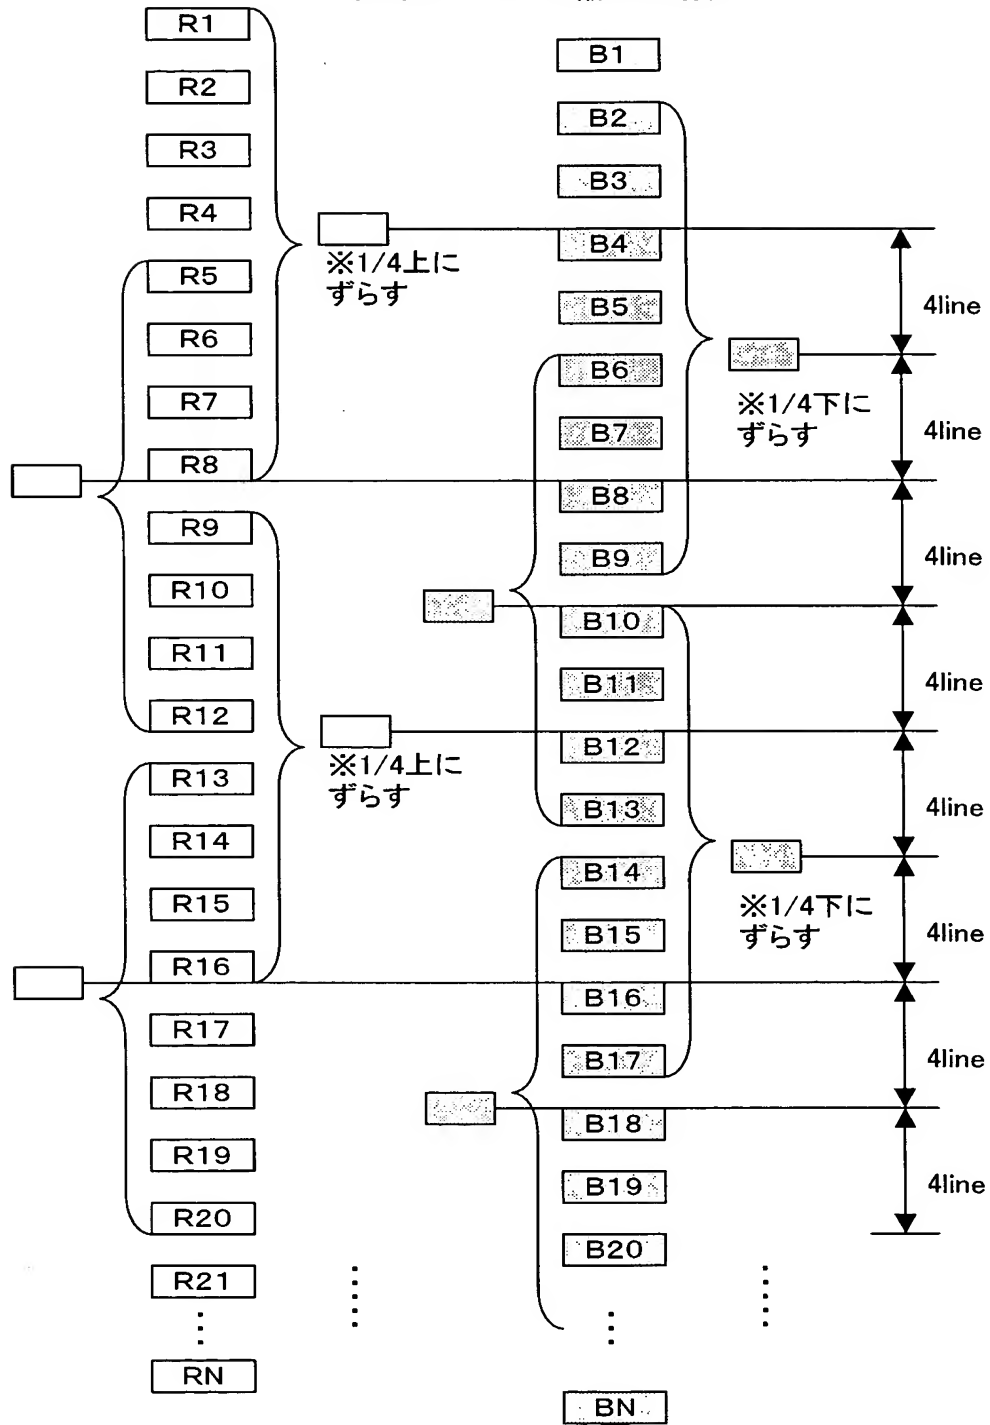 R1
R2
R3
R4
R5
R6
R7
R8
R9
R10
R11
R12
R13
R14
R15
R16
R17
R18
R19
R20
R21
RN
※1/4上に
ずらす
※1/4上に
ずらす
B1
B2
B3
B4
B5
B6
B7
B8
B9
B10
B11
B12
B13
B14
B15
B16
B17
B18
B19
B20
BN
※1/4下に
ずらす
※1/4下に
ずらす
4line
4line
4line
4line
4line
4line
4line
4line